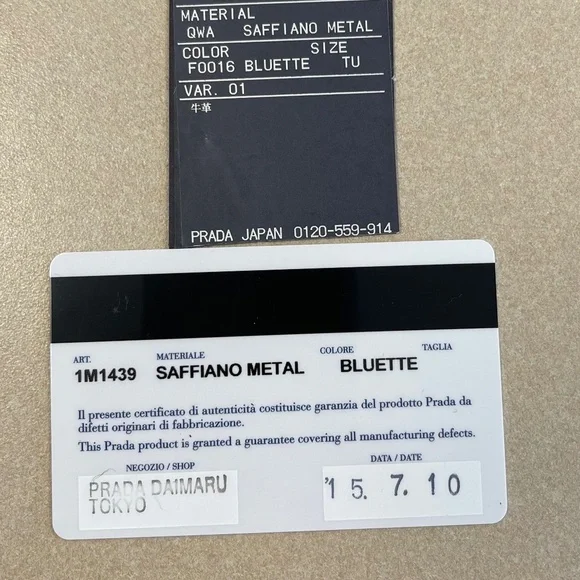 MATERIAL
QWA SAFFIANO METAL
COLOR SIZE
F0016 BLUETTE TU
VAR. 01
牛革
PRADA JAPAN 0120-559-914
ART. MATERIALE COLORE TAGLIA
1M1439 SAFFIANO METAL BLUETTE
Il presente certificato di autenticità costituisce garanzia del prodotto Prada da
difetti originari di fabbricazione.
This Prada product is granted a guarantee covering all manufacturing defects.
NEGOZIO / SHOP DATA / DATE
PRADA DAIMARU
TOKYO
'15. 7. 10